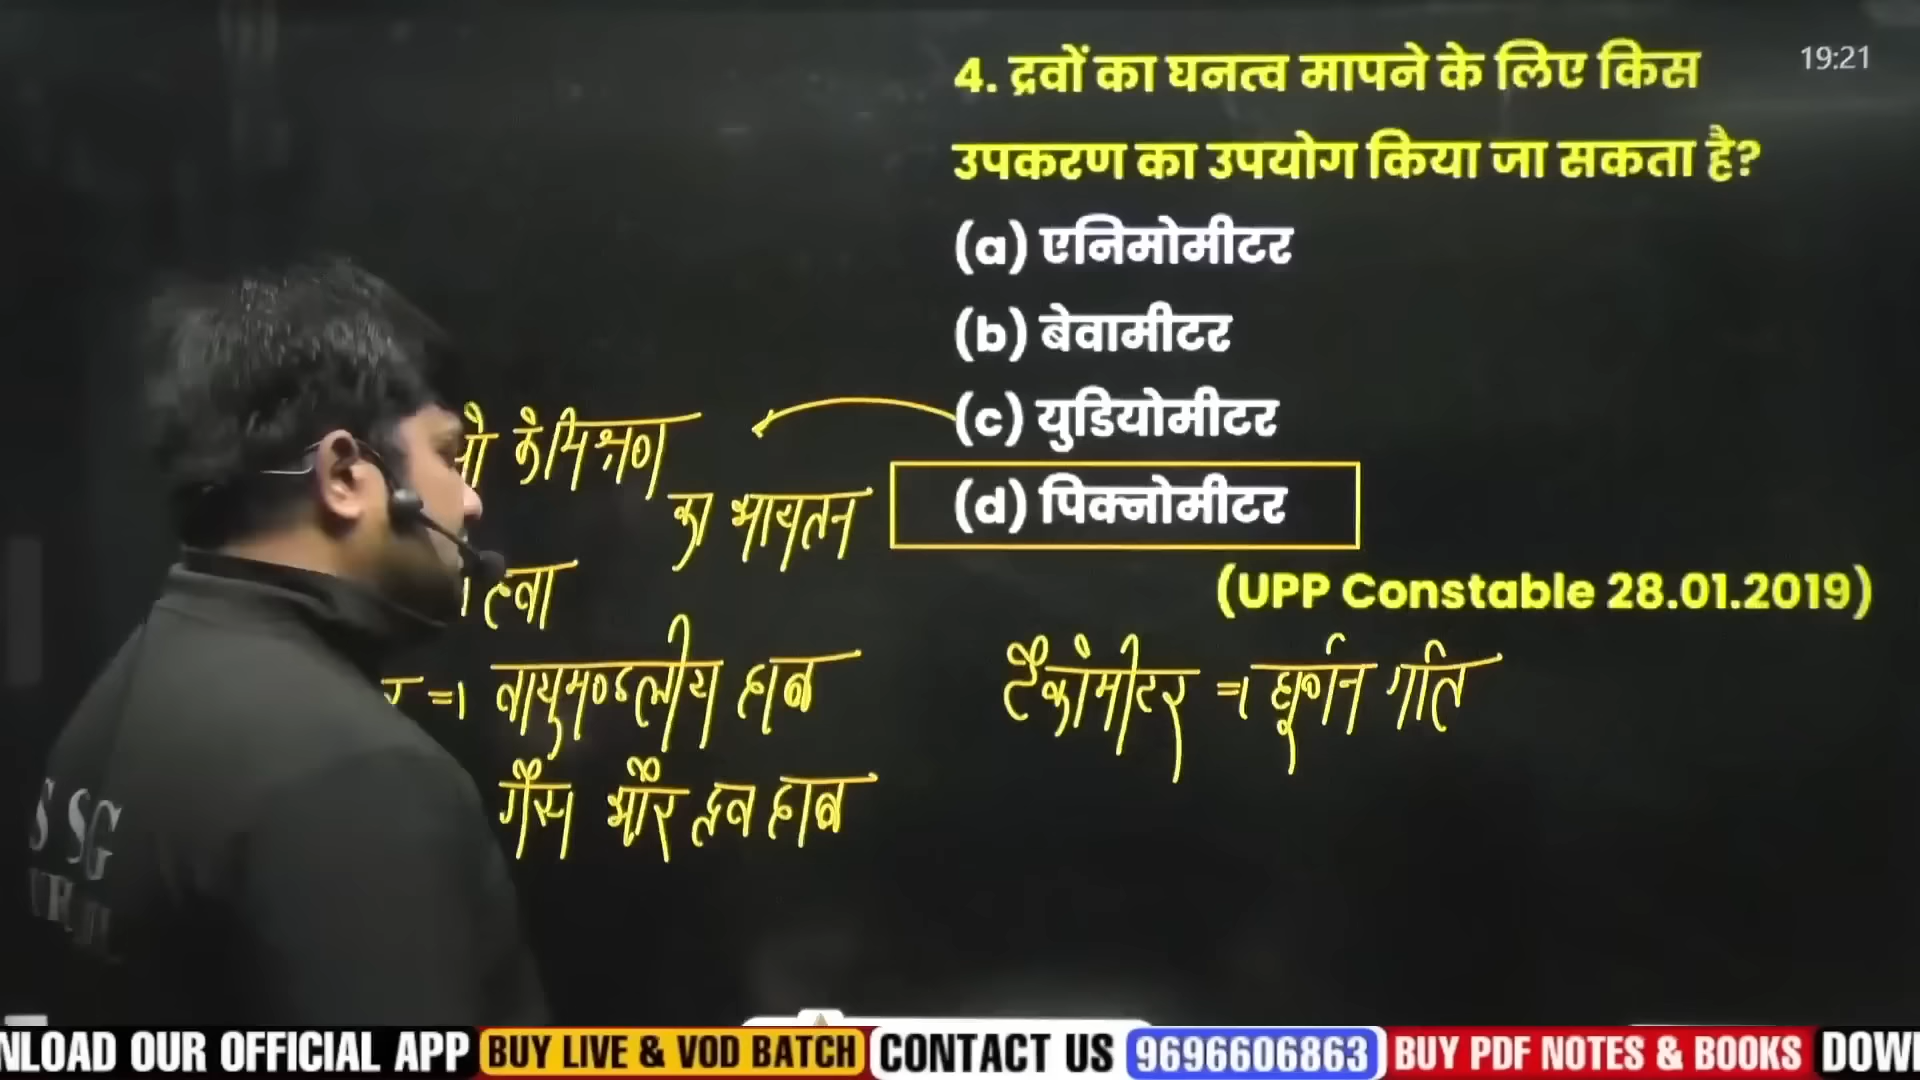 19:21
4. द्रवों का घनत्व मापने के लिए किस
उपकरण का उपयोग किया जा सकता है?
(a) एनिमोमीटर
(b) बेवामीटर
(c) युडियोमीटर
(d) पिक्नोमीटर
(UPP Constable 28.01.2019)
के मिश्रण
का आयतन
हवा
= वायुमण्डलीय दाब
गैस और द्रव दाब
टैकोमीटर = घूर्णन गति
SG
NLOAD OUR OFFICIAL APP BUY LIVE & VOD BATCH CONTACT US 9696606863 BUY PDF NOTES & BOOKS DOW